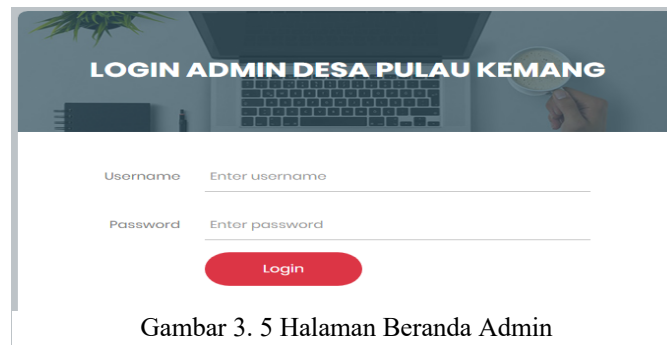 LOGIN ADMIN DESA PULAU KEMANG
Username Enter username
Password Enter password
Login
Gambar 3. 5 Halaman Beranda Admin